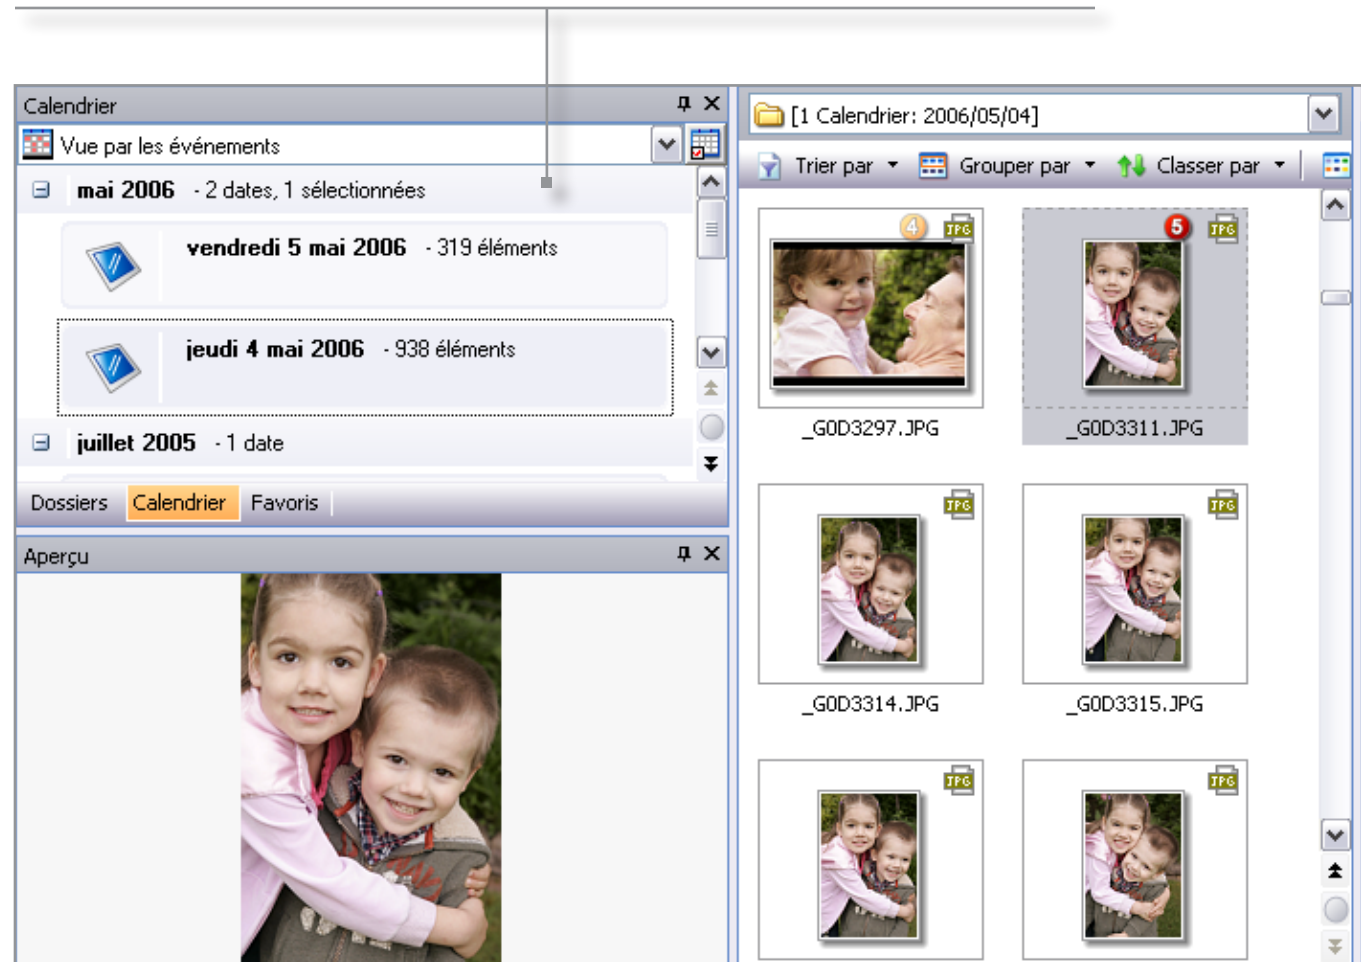 Calendrier
Vue par les événements
mai 2006 - 2 dates, 1 sélectionnées
vendredi 5 mai 2006 - 319 éléments
jeudi 4 mai 2006 - 938 éléments
juillet 2005 - 1 date
Dossiers Calendrier Favoris
Aperçu
[1 Calendrier: 2006/05/04]
Trier par Grouper par Classer par
4 JPG 5 JPG
_G0D3297.JPG _G0D3311.JPG
JPG JPG
_G0D3314.JPG _G0D3315.JPG
JPG JPG